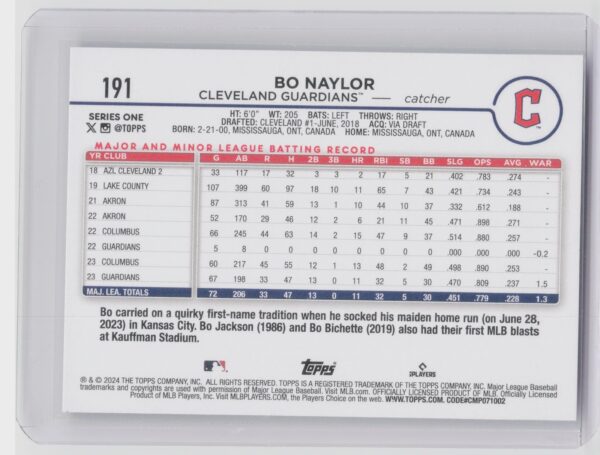 191
BO NAYLOR
CLEVELAND GUARDIANS™ — catcher
C
SERIES ONE
@TOPPS
HT: 6'0" WT: 205 BATS: LEFT THROWS: RIGHT
DRAFTED: CLEVELAND #1-JUNE, 2018 ACQ: VIA DRAFT
BORN: 2-21-00, MISSISSAUGA, ONT, CANADA HOME: MISSISSAUGA, ONT, CANADA
MAJOR AND MINOR LEAGUE BATTING RECORD
YR CLUB G AB R H 2B 3B HR RBI SB BB SLG OPS AVG WAR
18 AZL CLEVELAND 2 33 117 17 32 3 3 2 17 5 21 .402 .783 .274 -
19 LAKE COUNTY 107 399 60 97 18 10 11 65 7 43 .421 .734 .243 -
21 AKRON 87 313 41 59 13 1 10 44 10 37 .332 .612 .188 -
22 AKRON 52 170 29 46 12 2 6 21 11 45 .471 .898 .271 -
22 COLUMBUS 66 245 44 63 14 2 15 47 9 37 .514 .880 .257 -
22 GUARDIANS 5 8 0 0 0 0 0 0 0 0 .000 .000 .000 -0.2
23 COLUMBUS 60 217 45 55 12 1 13 48 2 49 .498 .890 .253 -
23 GUARDIANS 67 198 33 47 13 0 11 32 5 30 .470 .809 .237 1.5
MAJ. LEA. TOTALS 72 206 33 47 13 0 11 32 5 30 .451 .779 .228 1.3
Bo carried on a quirky first-name tradition when he socked his maiden home run (on June 28,
2023) in Kansas City. Bo Jackson (1986) and Bo Bichette (2019) also had their first MLB blasts
at Kauffman Stadium.
topps
PLAYERS
® & © 2024 THE TOPPS COMPANY, INC. ALL RIGHTS RESERVED. TOPPS IS A REGISTERED TRADEMARK OF THE TOPPS COMPANY, INC. Major League Baseball
trademarks and copyrights are used with permission of Major League Baseball. Visit MLB.com. OFFICIALLY LICENSED PRODUCT OF MLB. Officially Licensed
Product of MLB Players, Inc. Visit MLBPLAYERS.com, the Players Choice on the web. WWW.TOPPS.COM. CODE#CMP071002